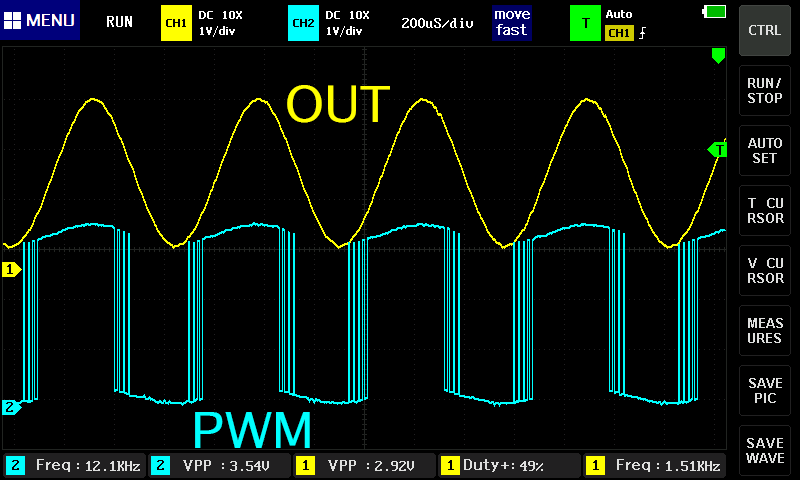 MENU RUN CH1 DC 10X 1V/div CH2 DC 10X 1V/div 200uS/div move fast T Auto CH1
CTRL
RUN/
STOP
OUT
AUTO
SET
T
T CU
RSOR
V CU
RSOR
1
MEAS
URES
SAVE
PIC
2
PWM
SAVE
WAVE
2 Freq : 12.1KHz 2 VPP : 3.54V 1 VPP : 2.92V 1 Duty+: 49% 1 Freq : 1.51KHz